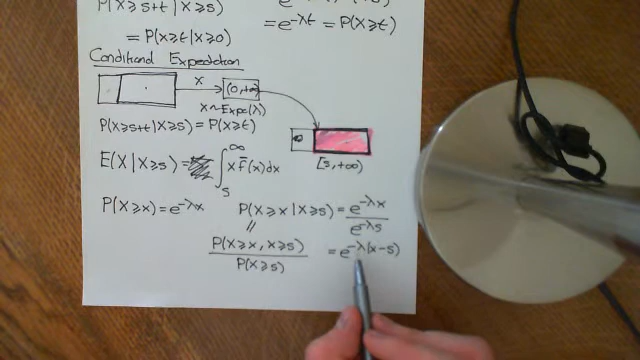 P(X≥s+t|X≥s)
= P(X≥t|X≥0)
= e^{-λt} = P(X≥t)
Conditional Expectation
X
(0,+∞)
X~Expo(λ)
P(X≥s+t|X≥s)=P(X≥t)
[s,+∞)
E(X|X≥s)= ∫_s^∞ x f̄(x)dx
P(X≥x)=e^{-λx}
P(X≥x|X≥s)= e^{-λx} / e^{-λs}
=
P(X≥x, X≥s) / P(X≥s)
= e^{-λ(x-s)}